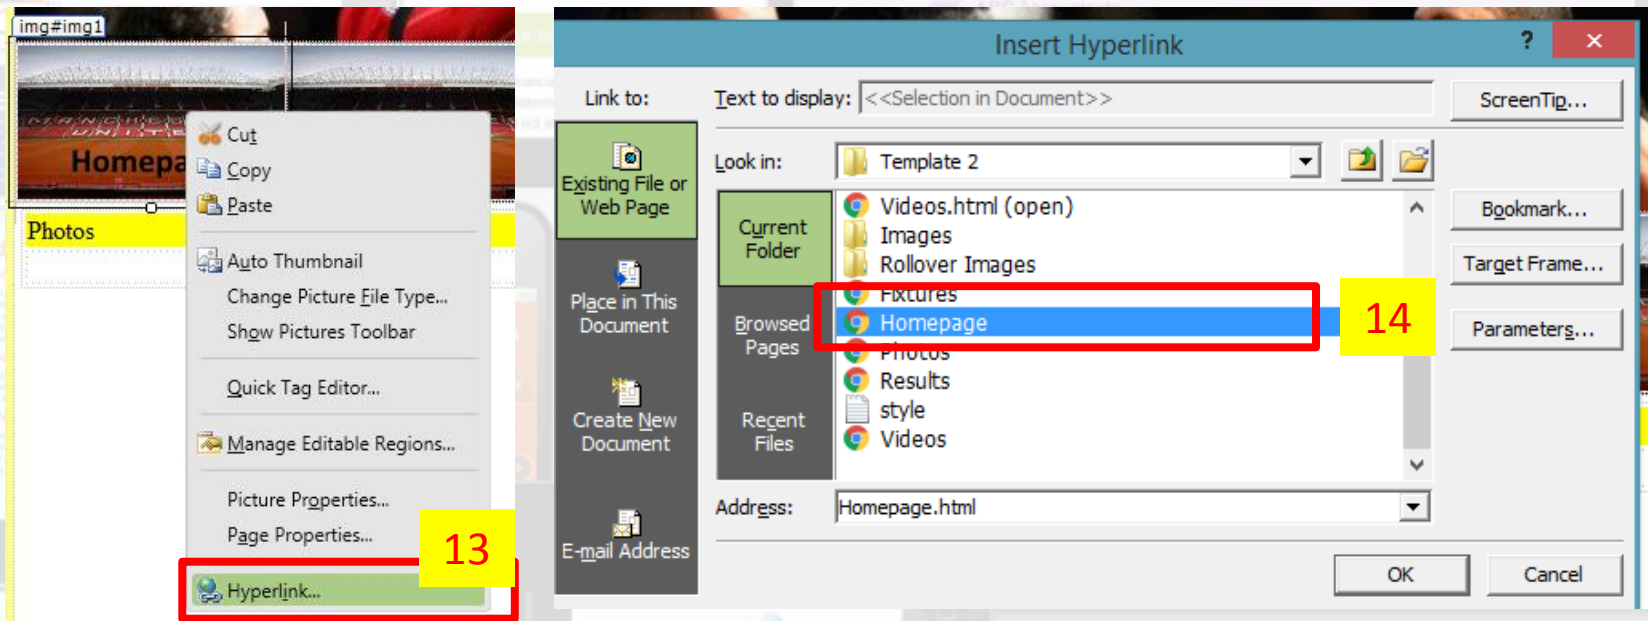 img#img1
MANCHESTER
UNITED
Homepa
Photos
Cut
Copy
Paste
Auto Thumbnail
Change Picture File Type...
Show Pictures Toolbar
Quick Tag Editor...
Manage Editable Regions...
Picture Properties...
Page Properties...
13
Hyperlink...
Insert Hyperlink
?
×
Link to:
Text to display:
<<Selection in Document>>
ScreenTip...
Existing File or
Web Page
Look in:
Template 2
Current
Folder
Videos.html (open)
Images
Rollover Images
Fixtures
Homepage
Photos
Results
style
Videos
14
Bookmark...
Target Frame...
Parameters...
Place in This
Document
Browsed
Pages
Create New
Document
Recent
Files
E-mail Address
Address:
Homepage.html
OK
Cancel